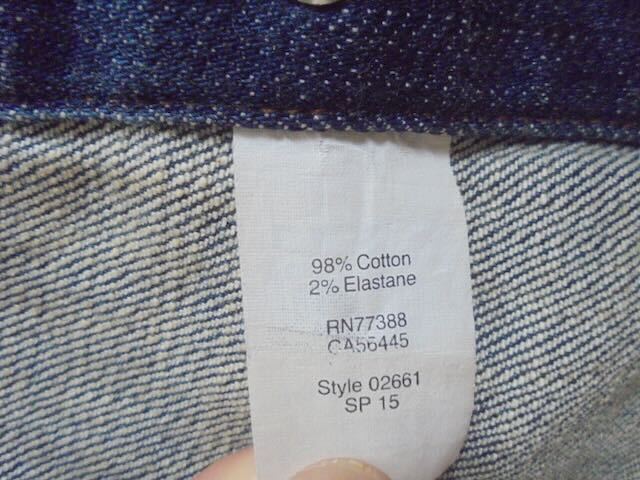 98% Cotton
2% Elastane
RN77388
CA56445
Style 02661
SP 15